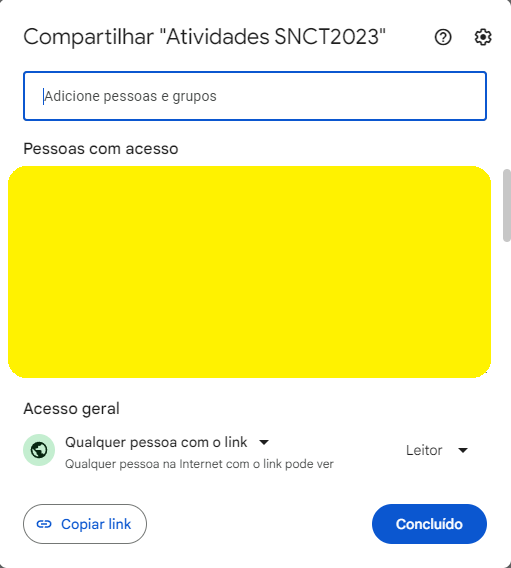 Compartilhar "Atividades SNCT2023"
Adicione pessoas e grupos
Pessoas com acesso
Acesso geral
Qualquer pessoa com o link
Qualquer pessoa na Internet com o link pode ver
Leitor
Copiar link
Concluído